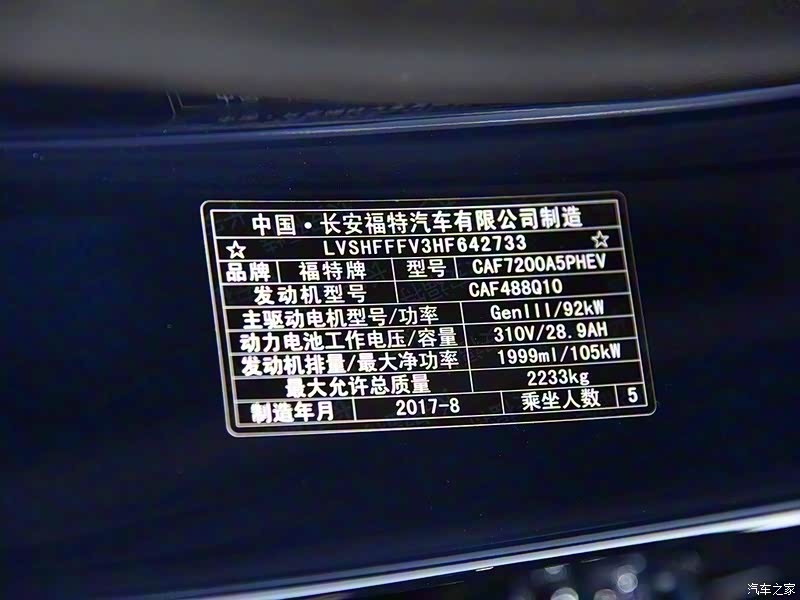 中国·长安福特汽车有限公司制造
☆ LVSHFFFV3HF642733 ☆
品牌 福特牌 型号 CAF7200A5PHEV
发动机型号 CAF488Q10
主驱动电机型号/功率 GenIII/92kW
动力电池工作电压/容量 310V/28.9AH
发动机排量/最大净功率 1999ml/105kW
最大允许总质量 2233kg
制造年月 2017-8 乘坐人数 5
汽车之家